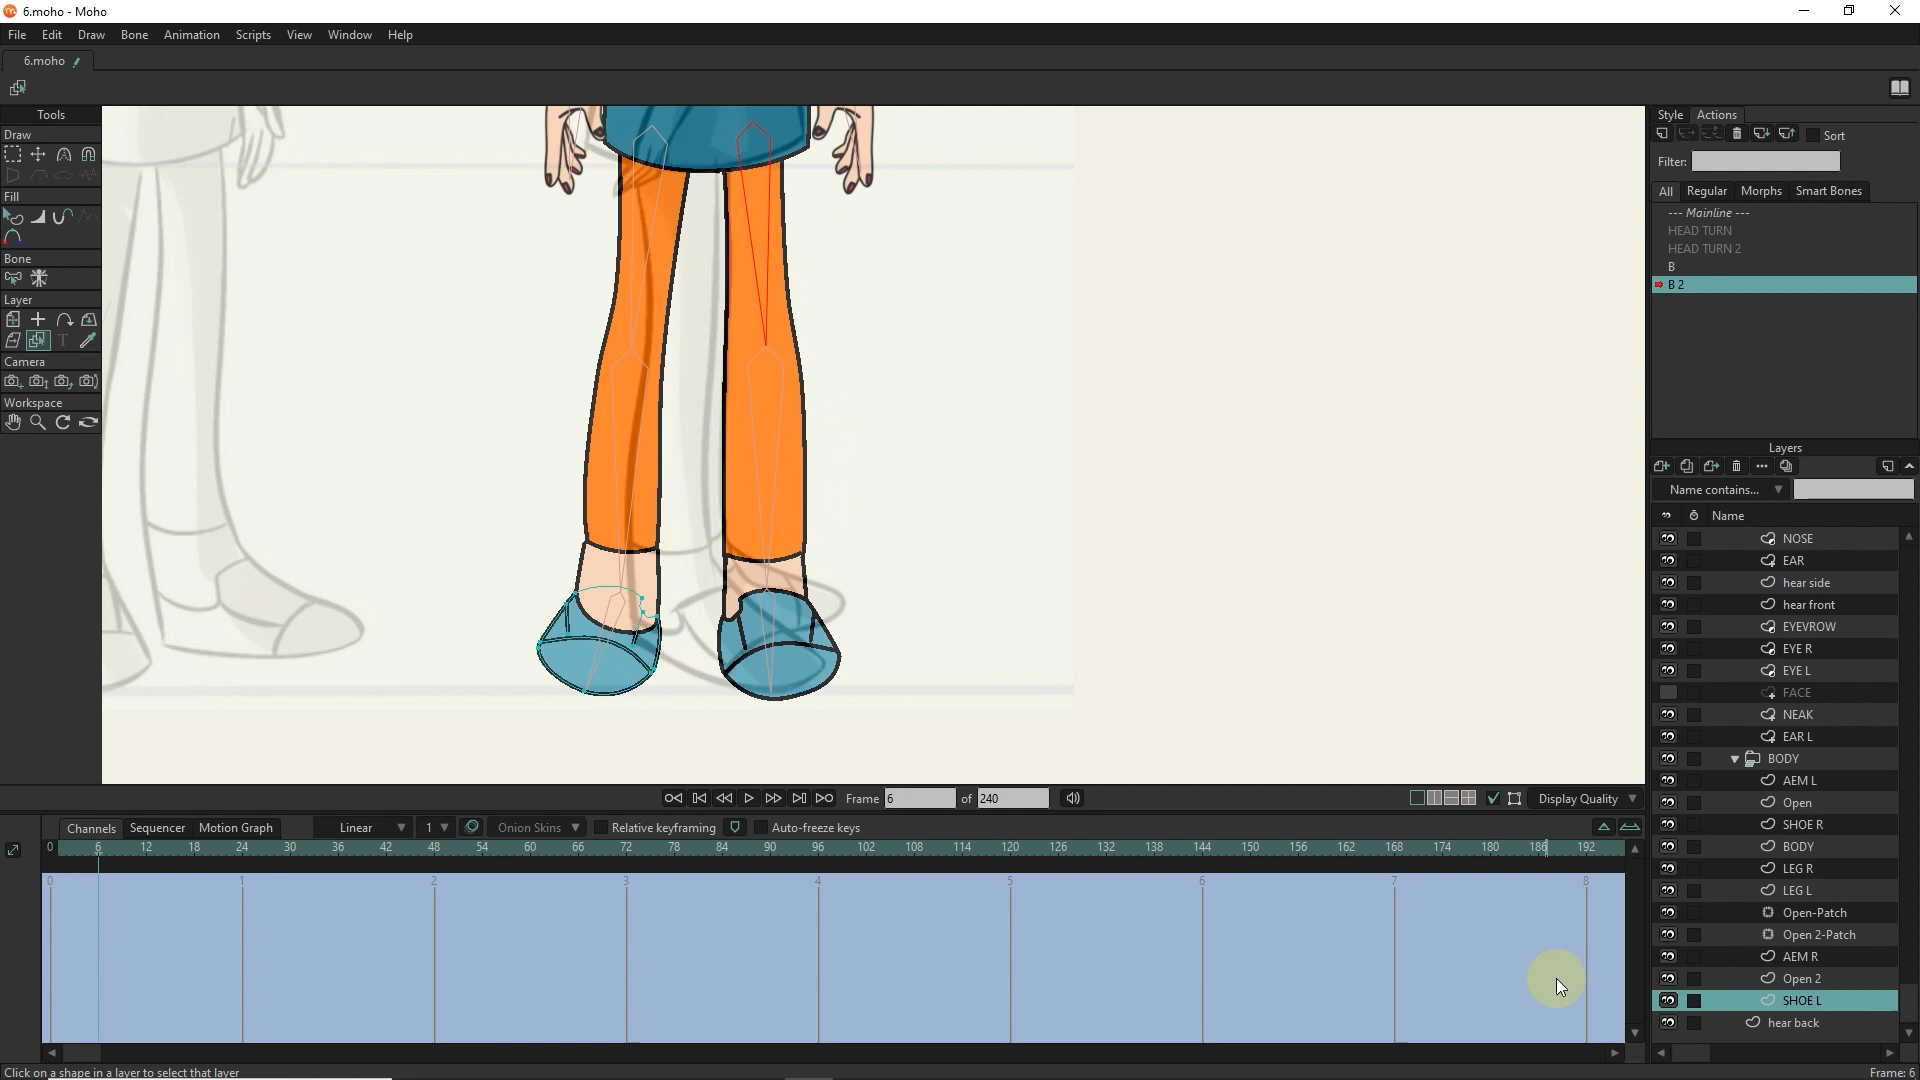 6.moho - Moho
File Edit Draw Bone Animation Scripts View Window Help
6.moho
Tools
Draw
Fill
Bone
Layer
T
Camera
Workspace
Style Actions
Sort
Filter:
All Regular Morphs Smart Bones
--- Mainline ---
HEAD TURN
HEAD TURN 2
B
B 2
Layers
Name contains...
Name
NOSE
EAR
hear side
hear front
EYEVROW
EYE R
EYE L
FACE
NEAK
EAR L
BODY
AEM L
Open
SHOE R
BODY
LEG R
LEG L
Open-Patch
Open 2-Patch
AEM R
Open 2
SHOE L
hear back
Frame 6 of 240 Display Quality
Channels Sequencer Motion Graph Linear 1 Onion Skins Relative keyframing Auto-freeze keys
0 6 12 18 24 30 36 42 48 54 60 66 72 78 84 90 96 102 108 114 120 126 132 138 144 150 156 162 168 174 180 186 192
0 1 2 3 4 5 6 7 8
Click on a shape in a layer to select that layer
Frame: 6